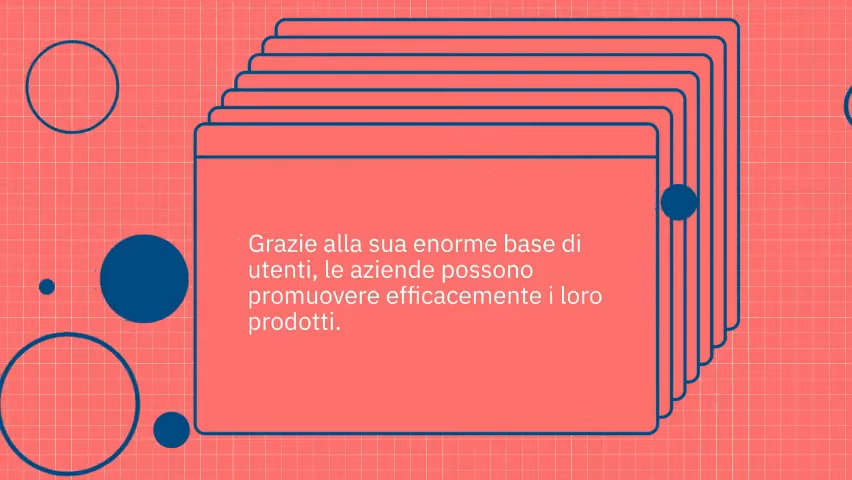 Grazie alla sua enorme base di
utenti, le aziende possono
promuovere efficacemente i loro
prodotti.